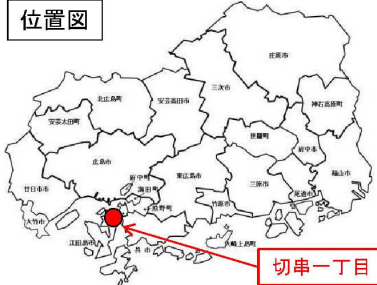 位置図
庄原市
三次市
北広島町
安芸高田市
神石高原町
安芸太田町
世羅町
府中市
広島市
府中町
海田町
東広島市
三原市
尾道市
福山市
廿日市市
熊野町
竹原市
大竹市
江田島市
呉市
大崎上島町
切串一丁目